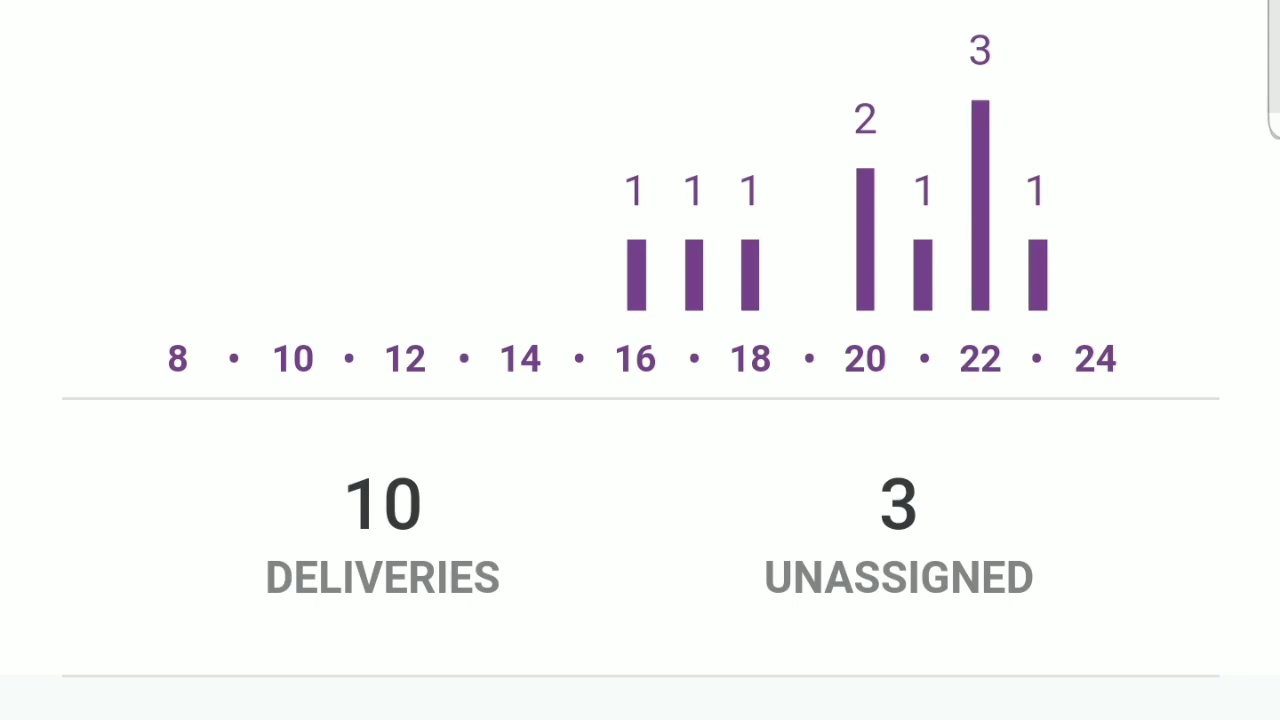 3
2
1 1 1 1 1
8 • 10 • 12 • 14 • 16 • 18 • 20 • 22 • 24
10 3
DELIVERIES UNASSIGNED